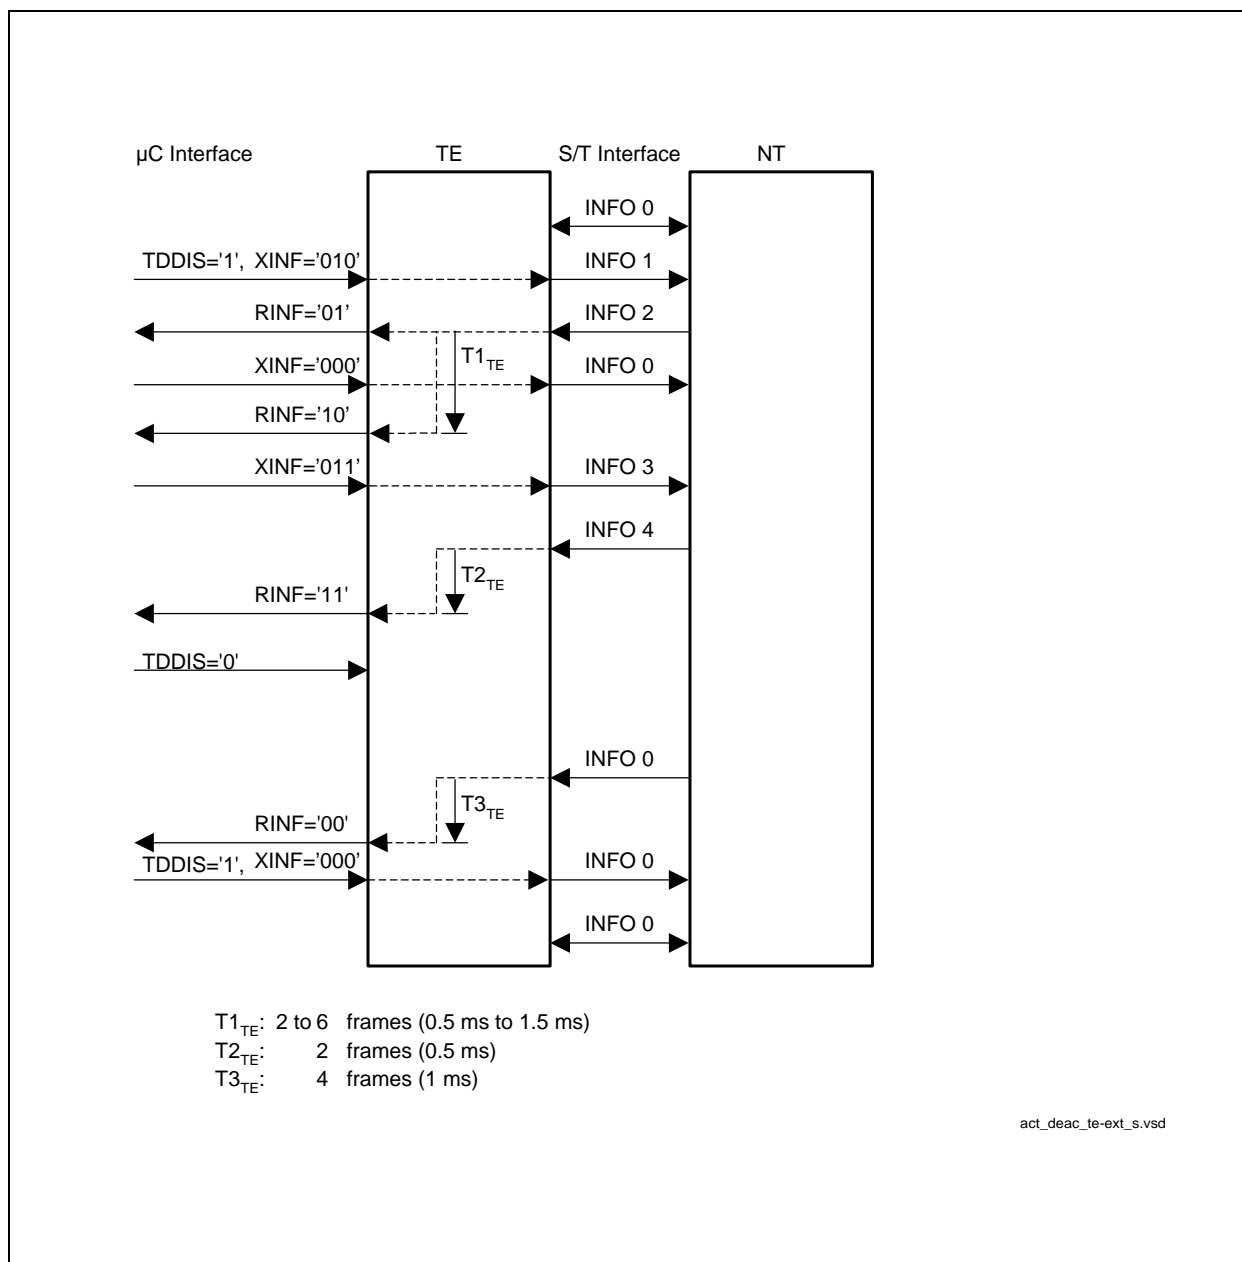 µC Interface TE S/T Interface NT
INFO 0
TDDIS='1', XINF='010' INFO 1
RINF='01' INFO 2
T1TE
XINF='000' INFO 0
RINF='10'
XINF='011' INFO 3
INFO 4
T2TE
RINF='11'
TDDIS='0'
INFO 0
T3TE
RINF='00'
TDDIS='1', XINF='000' INFO 0
INFO 0
T1TE: 2 to 6 frames (0.5 ms to 1.5 ms)
T2TE: 2 frames (0.5 ms)
T3TE: 4 frames (1 ms)
act_deac_te-ext_s.vsd